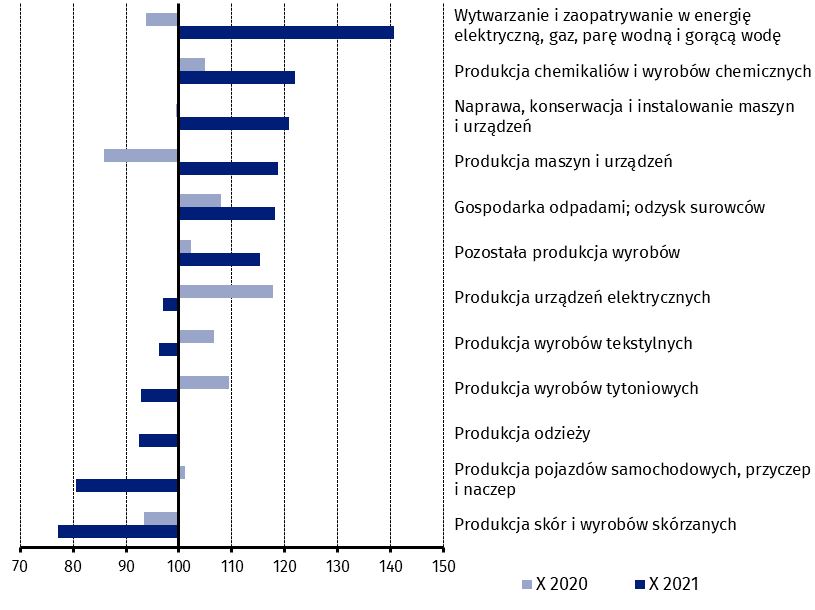 Wytwarzanie i zaopatrywanie w energię
elektryczną, gaz, parę wodną i gorącą wodę
Produkcja chemikaliów i wyrobów chemicznych
Naprawa, konserwacja i instalowanie maszyn
i urządzeń
Produkcja maszyn i urządzeń
Gospodarka odpadami; odzysk surowców
Pozostała produkcja wyrobów
Produkcja urządzeń elektrycznych
Produkcja wyrobów tekstylnych
Produkcja wyrobów tytoniowych
Produkcja odzieży
Produkcja pojazdów samochodowych, przyczep
i naczep
Produkcja skór i wyrobów skórzanych
70 80 90 100 110 120 130 140 150
X 2020 X 2021